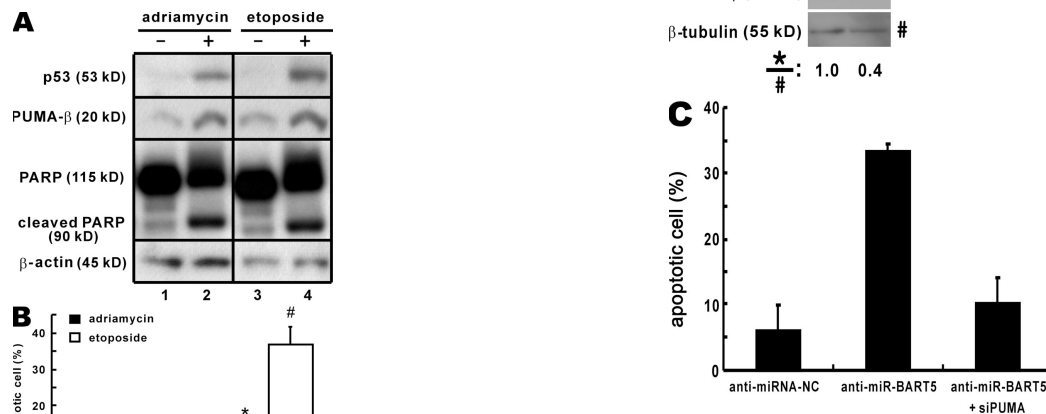 A
adriamycin etoposide
− + − +
p53 (53 kD)
PUMA-β (20 kD)
PARP (115 kD)
cleaved PARP
(90 kD)
β-actin (45 kD)
1 2 3 4
B
adriamycin
etoposide
#
40
30
20
otic cell (%)
*
β-tubulin (55 kD) #
*/# : 1.0 0.4
C
apoptotic cell (%)
40
30
20
10
0
anti-miRNA-NC anti-miR-BART5 anti-miR-BART5
+ siPUMA